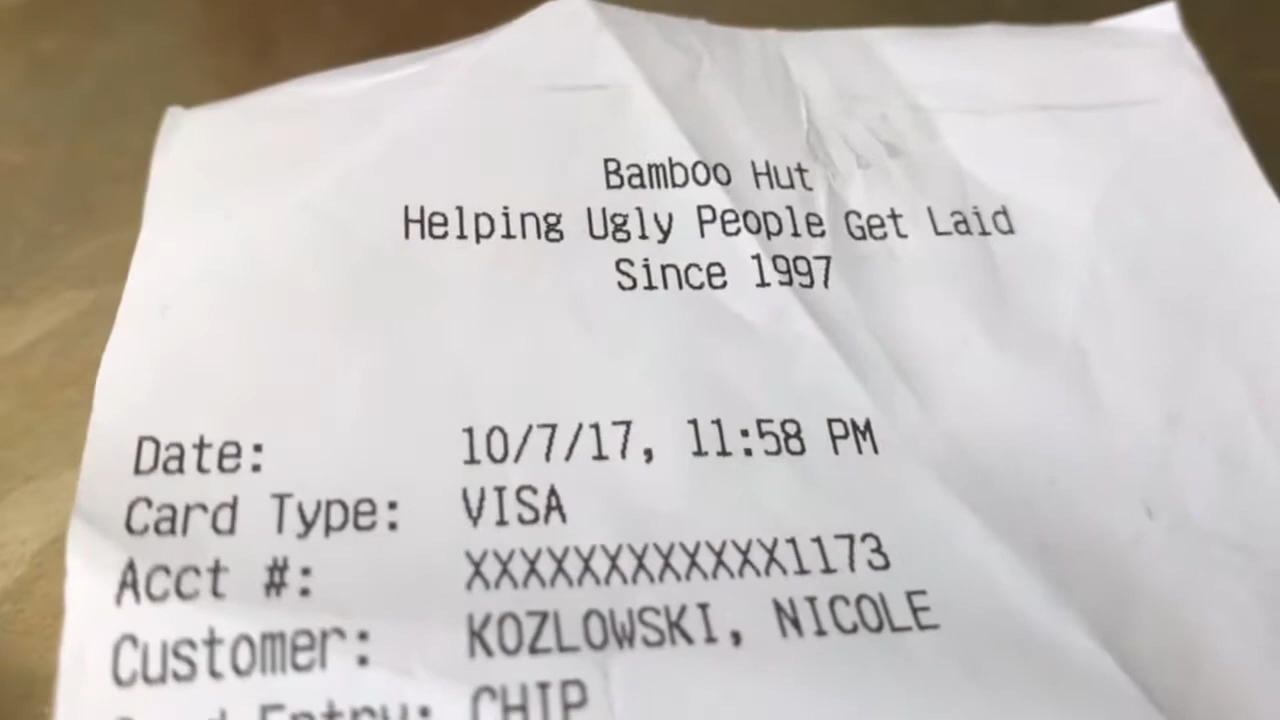 Bamboo Hut
Helping Ugly People Get Laid
Since 1997
Date: 10/7/17, 11:58 PM
Card Type: VISA
Acct #: XXXXXXXXXXXX1173
Customer: KOZLOWSKI, NICOLE
Entry: CHIP